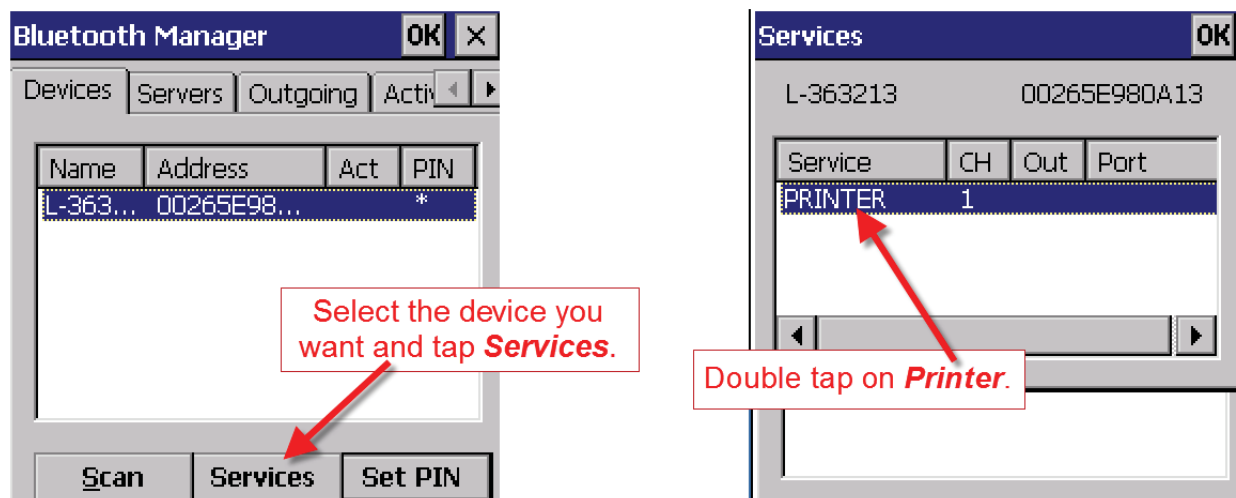 Bluetooth Manager OK ×
Devices Servers Outgoing Activ
Name Address Act PIN
L-363... 00265E98... *
Select the device you
want and tap Services.
Scan Services Set PIN
Services OK
L-363213 00265E980A13
Service CH Out Port
PRINTER 1
Double tap on Printer.